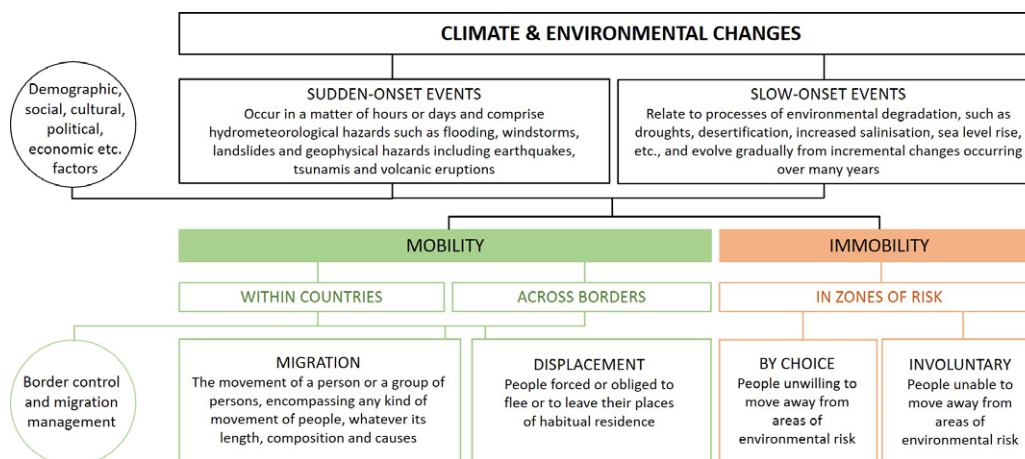 CLIMATE & ENVIRONMENTAL CHANGES
Demographic,
social, cultural,
political,
economic etc.
factors
SUDDEN-ONSET EVENTS
Occur in a matter of hours or days and comprise
hydrometeorological hazards such as flooding, windstorms,
landslides and geophysical hazards including earthquakes,
tsunamis and volcanic eruptions
SLOW-ONSET EVENTS
Relate to processes of environmental degradation, such as
droughts, desertification, increased salinisation, sea level rise,
etc., and evolve gradually from incremental changes occurring
over many years
MOBILITY
IMMOBILITY
WITHIN COUNTRIES
ACROSS BORDERS
IN ZONES OF RISK
Border control
and migration
management
MIGRATION
The movement of a person or a group of
persons, encompassing any kind of
movement of people, whatever its
length, composition and causes
DISPLACEMENT
People forced or obliged to
flee or to leave their places
of habitual residence
BY CHOICE
People unwilling to
move away from
areas of
environmental risk
INVOLUNTARY
People unable to
move away from
areas of
environmental risk